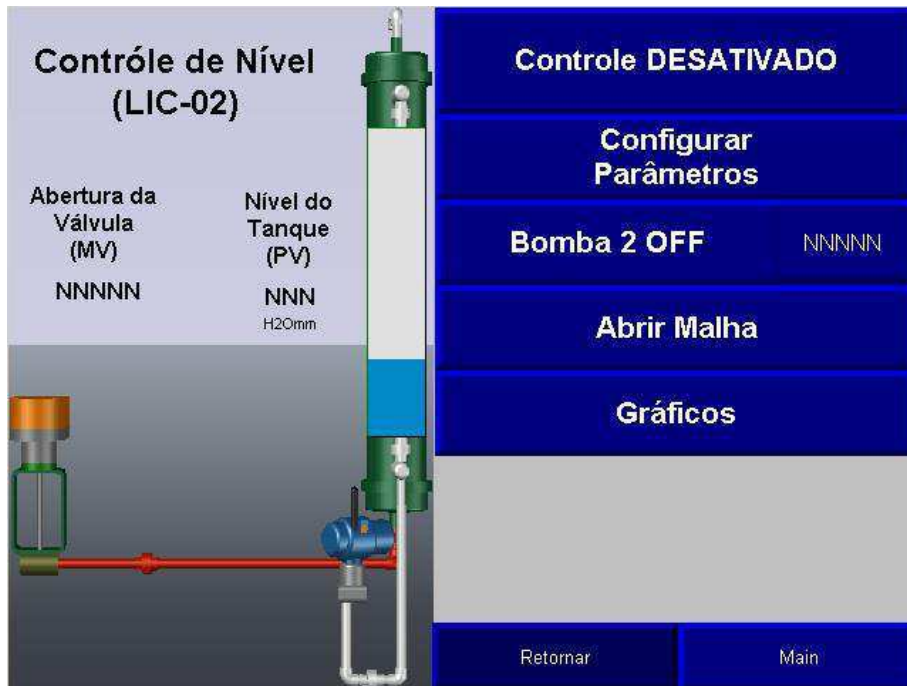 Contróle de Nível
(LIC-02)
Abertura da
Válvula
(MV)
NNNNN
Nível do
Tanque
(PV)
NNN
H2Omm
Controle DESATIVADO
Configurar
Parâmetros
Bomba 2 OFF
NNNNN
Abrir Malha
Gráficos
Retornar
Main